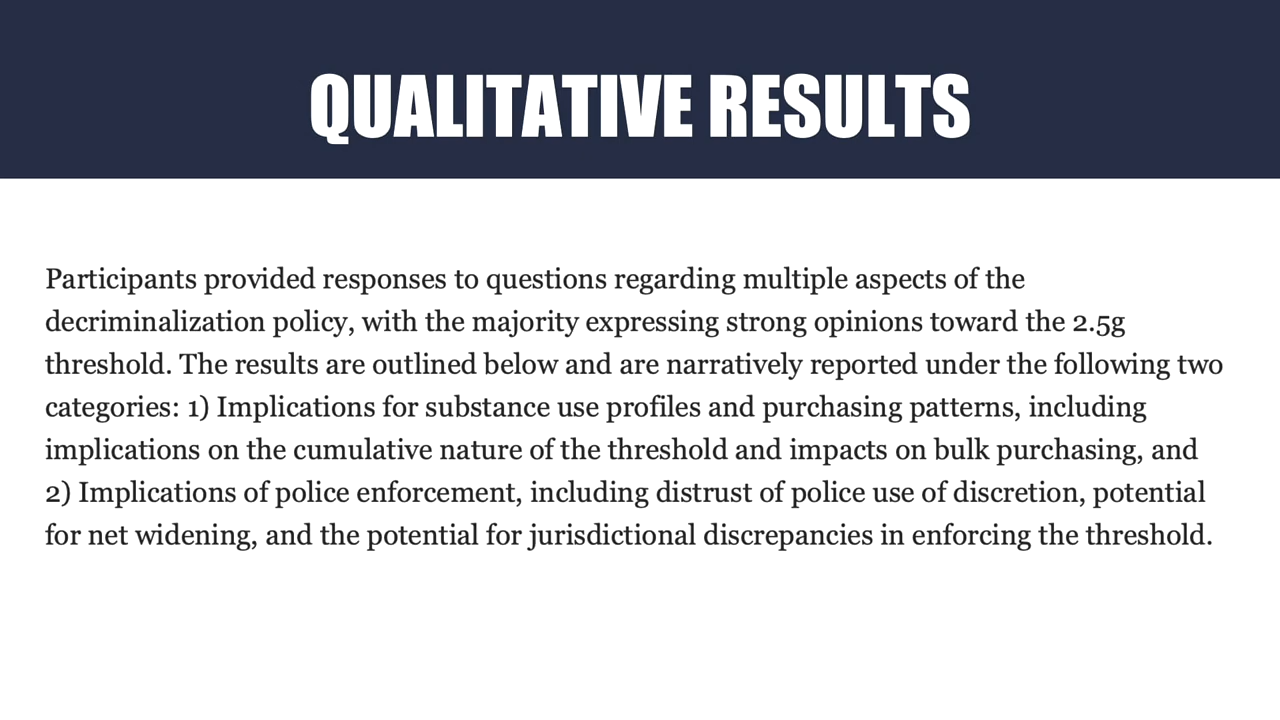 QUALITATIVE RESULTS
Participants provided responses to questions regarding multiple aspects of the
decriminalization policy, with the majority expressing strong opinions toward the 2.5g
threshold. The results are outlined below and are narratively reported under the following two
categories: 1) Implications for substance use profiles and purchasing patterns, including
implications on the cumulative nature of the threshold and impacts on bulk purchasing, and
2) Implications of police enforcement, including distrust of police use of discretion, potential
for net widening, and the potential for jurisdictional discrepancies in enforcing the threshold.